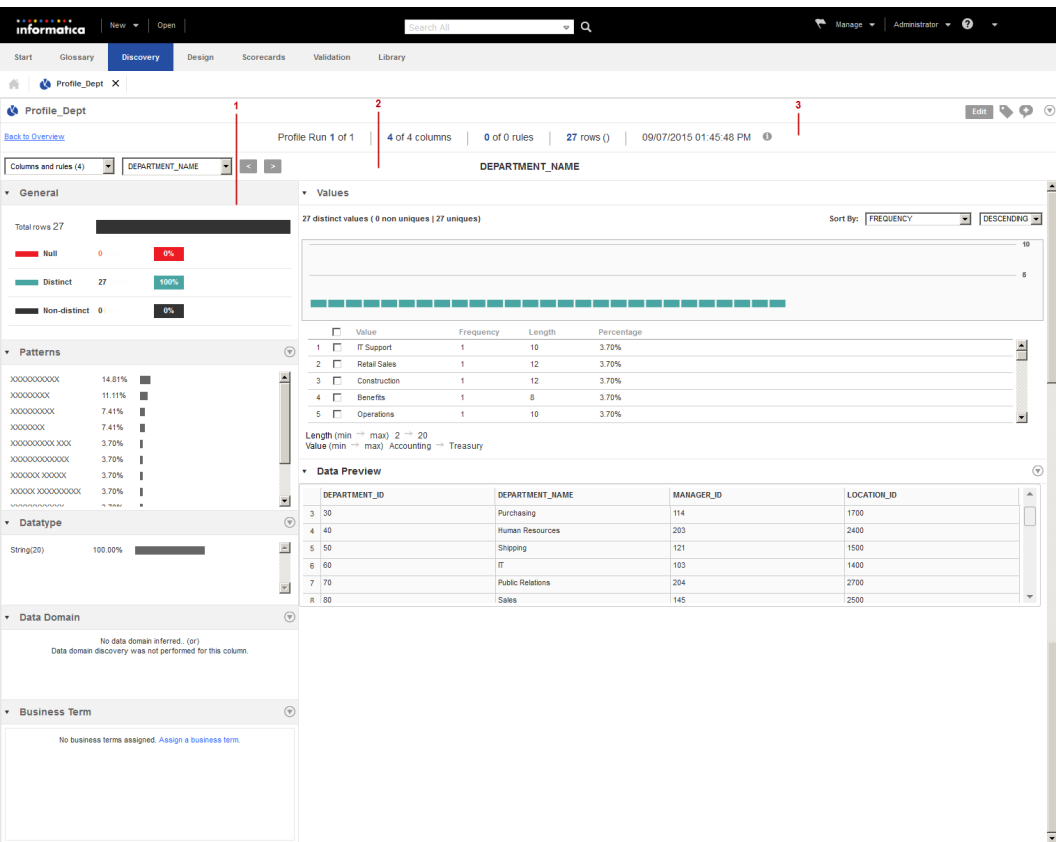 informatica New Open Search All Manage Administrator ?
Start Glossary Discovery Design Scorecards Validation Library
Profile_Dept X
Profile_Dept 1 2 3 Edit
Back to Overview Profile Run 1 of 1 4 of 4 columns 0 of 0 rules 27 rows () 09/07/2015 01:45:48 PM
Columns and rules (4) DEPARTMENT_NAME < > DEPARTMENT_NAME
General
Total rows 27
Null 0 0%
Distinct 27 100%
Non-distinct 0 0%
Patterns
XXXXXXXXXX 14.81%
XXXXXXXX 11.11%
XXXXXXXXX 7.41%
XXXXXXX 7.41%
XXXXXXXXX XXX 3.70%
XXXXXXXXXXXX 3.70%
XXXXXX XXXXX 3.70%
XXXXX XXXXXXXXX 3.70%
Datatype
String(20) 100.00%
Data Domain
No data domain inferred.. (or)
Data domain discovery was not performed for this column.
Business Term
No business terms assigned. Assign a business term.
Values
27 distinct values ( 0 non uniques | 27 uniques) Sort By: FREQUENCY DESCENDING
10
5
Value Frequency Length Percentage
1 IT Support 1 10 3.70%
2 Retail Sales 1 12 3.70%
3 Construction 1 12 3.70%
4 Benefits 1 8 3.70%
5 Operations 1 10 3.70%
Length (min → max) 2 → 20
Value (min → max) Accounting → Treasury
Data Preview
DEPARTMENT_ID DEPARTMENT_NAME MANAGER_ID LOCATION_ID
3 30 Purchasing 114 1700
4 40 Human Resources 203 2400
5 50 Shipping 121 1500
6 60 IT 103 1400
7 70 Public Relations 204 2700
8 80 Sales 145 2500